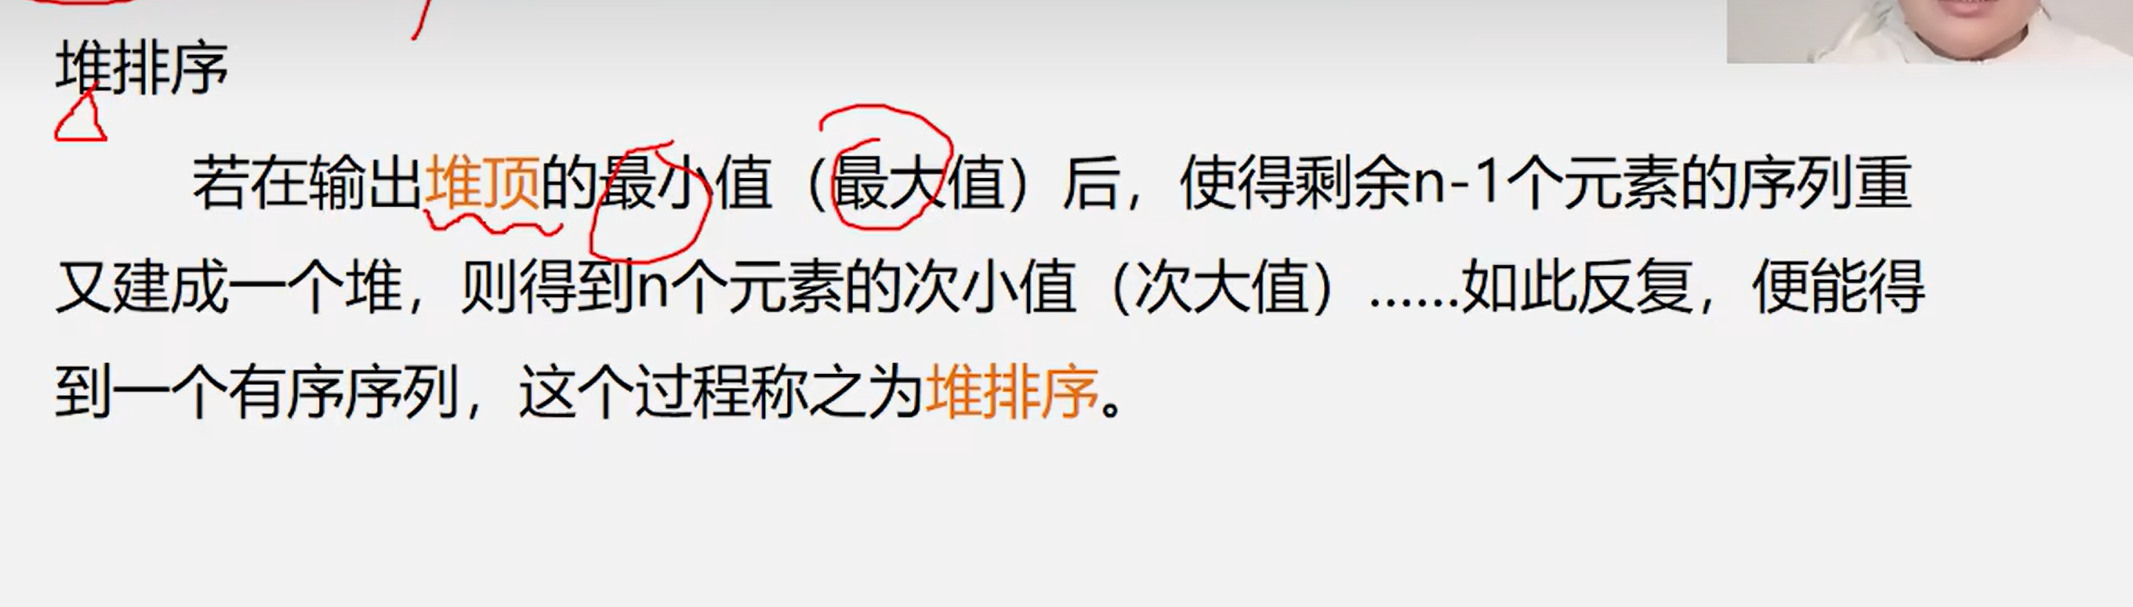 堆排序
若在输出堆顶的最小值（最大值）后，使得剩余n-1个元素的序列重
又建成一个堆，则得到n个元素的次小值（次大值）……如此反复，便能得
到一个有序序列，这个过程称之为堆排序。